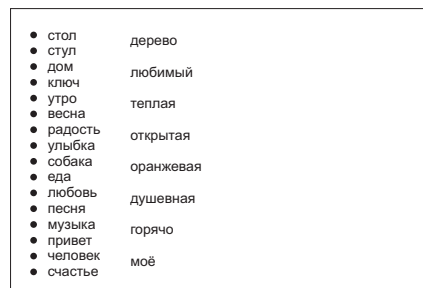 стол
стул
дом
ключ
утро
весна
радость
улыбка
собака
еда
любовь
песня
музыка
привет
человек
счастье
дерево
любимый
теплая
открытая
оранжевая
душевная
горячо
моё